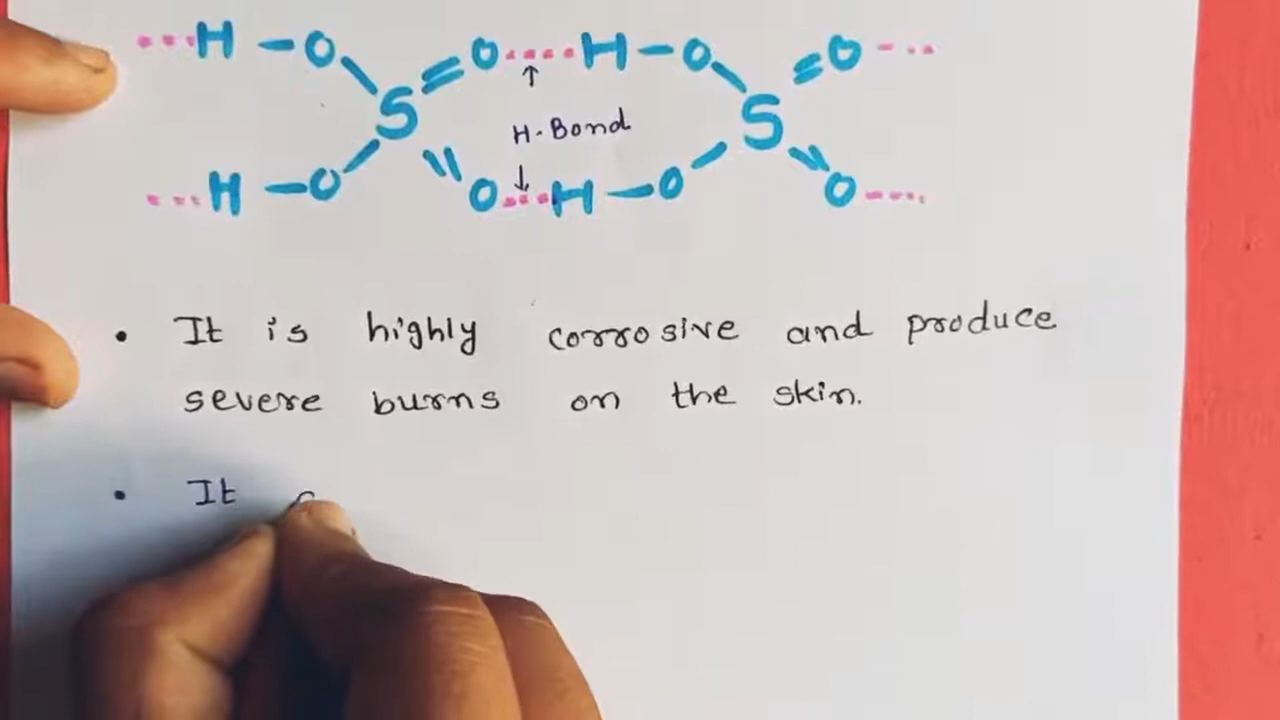 H – O O H – O O
S S
H-Bond
H – O O H – O O
• It is highly corrosive and produce
severe burns on the skin.
• It